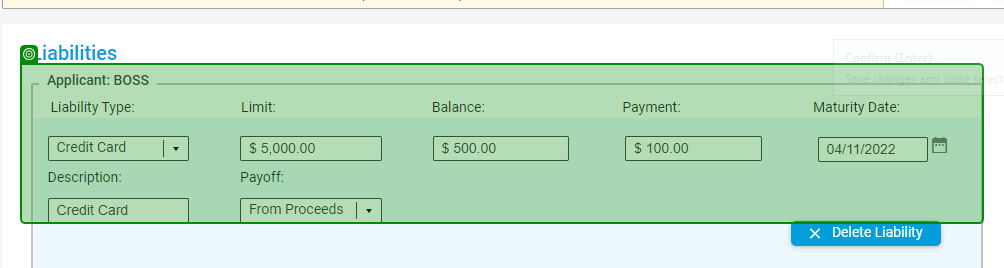 Liabilities
Confirm (Enter)
Save changes and close select
Applicant: BOSS
Liability Type: Limit: Balance: Payment: Maturity Date:
Credit Card $ 5,000.00 $ 500.00 $ 100.00 04/11/2022
Description: Payoff:
Credit Card From Proceeds
Delete Liability